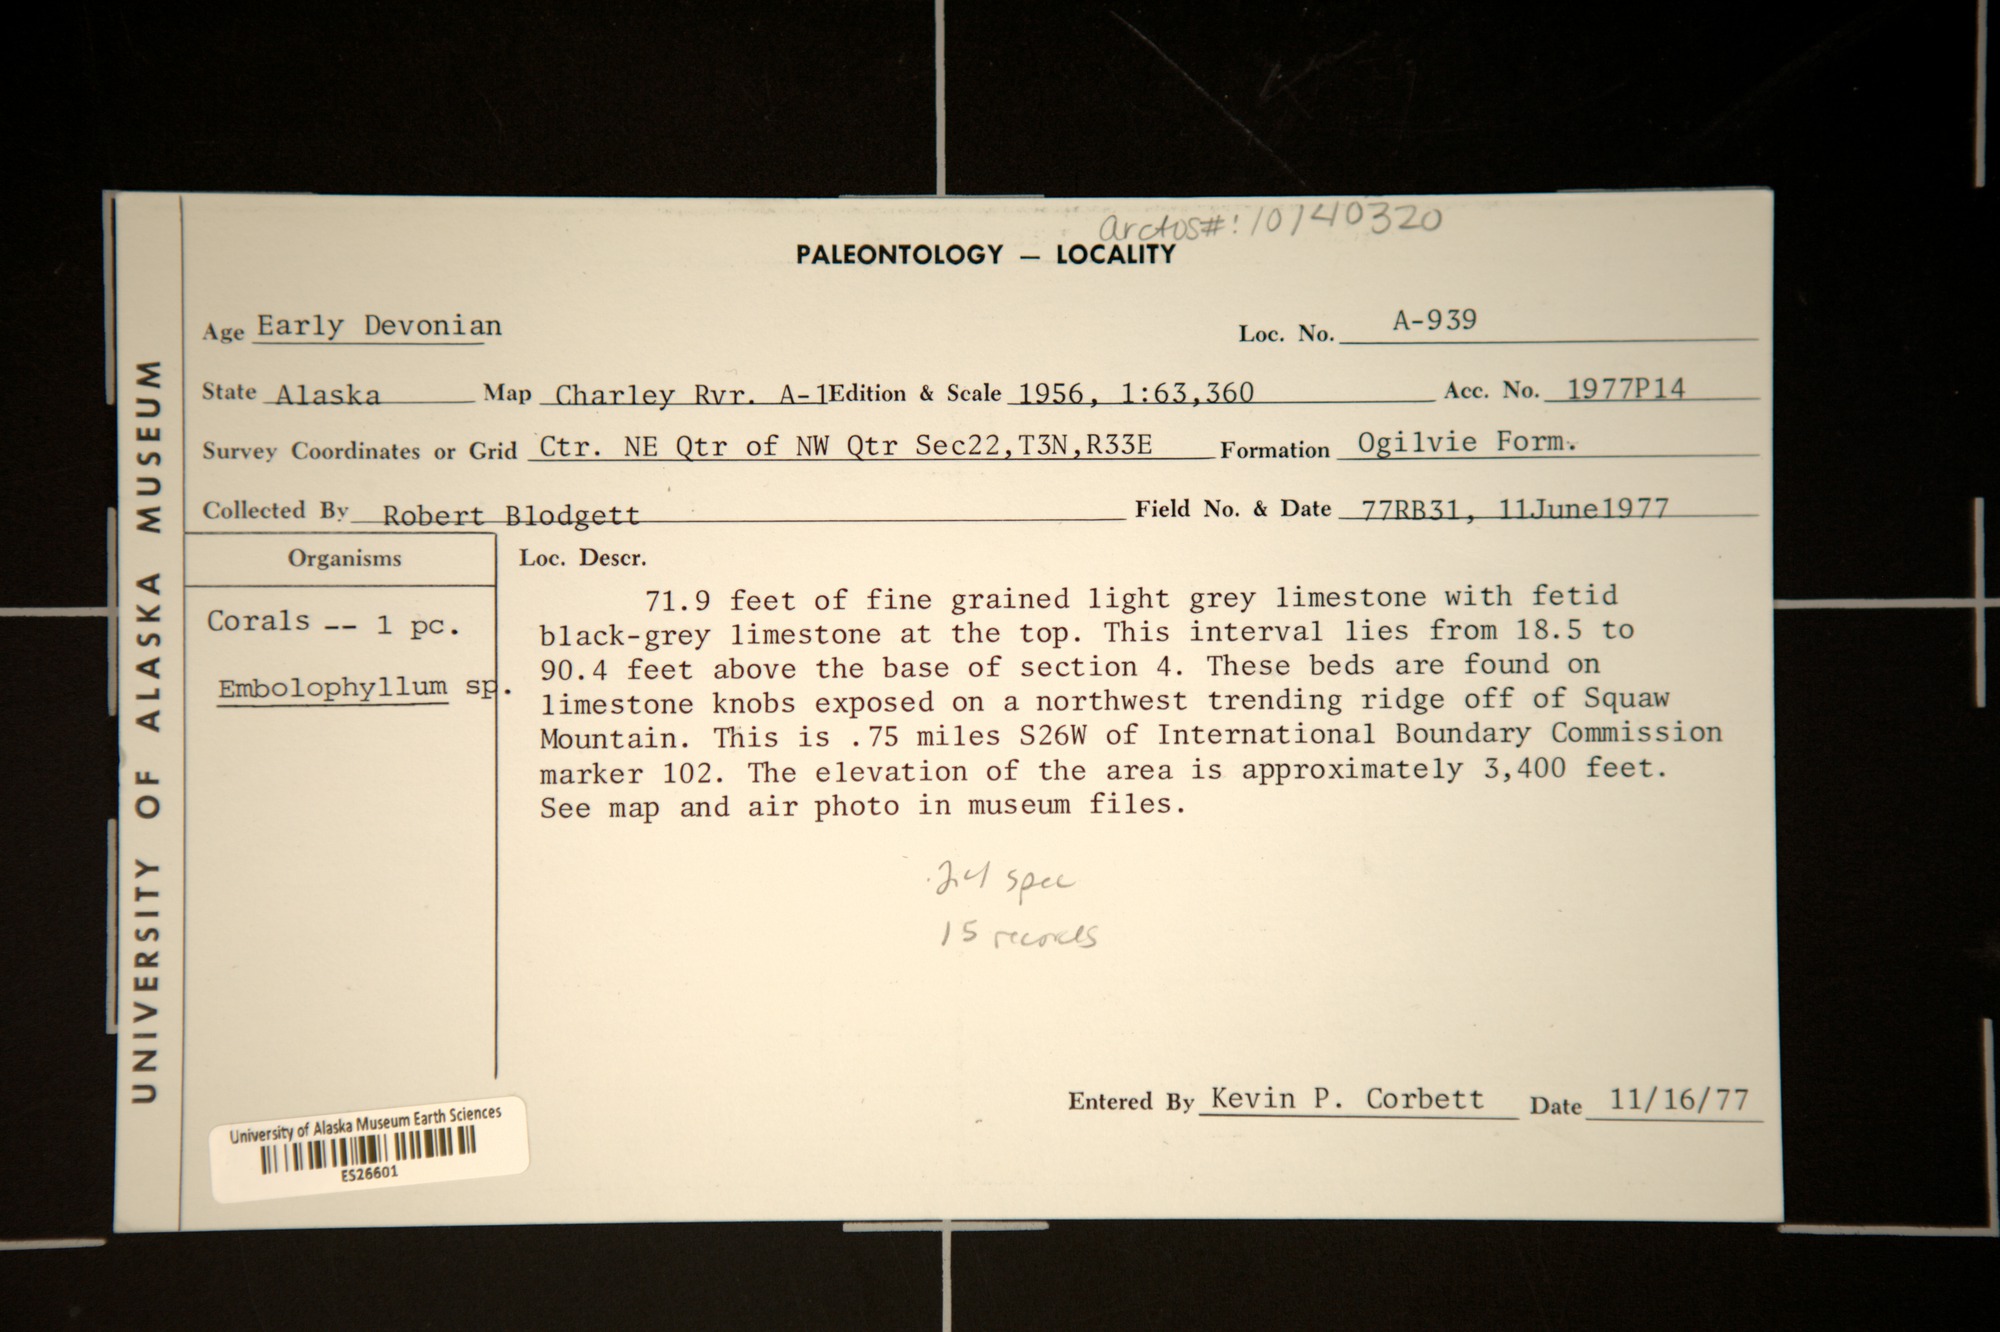 arctos#: 10140320
PALEONTOLOGY — LOCALITY
Age Early Devonian Loc. No. A-939
State Alaska Map Charley Rvr. A-1 Edition & Scale 1956, 1:63,360 Acc. No. 1977P14
Survey Coordinates or Grid Ctr. NE Qtr of NW Qtr Sec22,T3N,R33E Formation Ogilvie Form.
Collected By Robert Blodgett Field No. & Date 77RB31, 11June1977
Organisms
Corals -- 1 pc.
Embolophyllum sp.
Loc. Descr.
71.9 feet of fine grained light grey limestone with fetid
black-grey limestone at the top. This interval lies from 18.5 to
90.4 feet above the base of section 4. These beds are found on
limestone knobs exposed on a northwest trending ridge off of Squaw
Mountain. This is .75 miles S26W of International Boundary Commission
marker 102. The elevation of the area is approximately 3,400 feet.
See map and air photo in museum files.
24 spec
15 records
Entered By Kevin P. Corbett Date 11/16/77
UNIVERSITY OF ALASKA MUSEUM
University of Alaska Museum Earth Sciences
ES26601